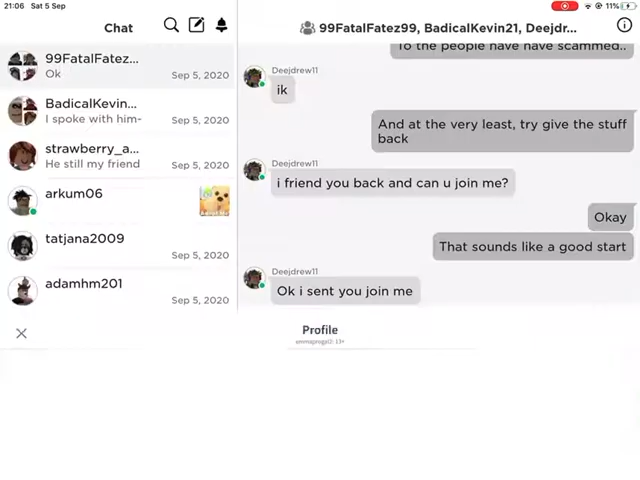 21:06 Sat 5 Sep
11%
Chat
99FatalFatez99, BadicalKevin21, Deejdr...
99FatalFatez...
Ok
Sep 5, 2020
BadicalKevin...
I spoke with him-
Sep 5, 2020
strawberry_a...
He still my friend
Sep 5, 2020
arkum06
Adopt Me
tatjana2009
Sep 5, 2020
adamhm201
Sep 5, 2020
To the people have have scammed..
Deejdrew11
ik
And at the very least, try give the stuff
back
Deejdrew11
i friend you back and can u join me?
Okay
That sounds like a good start
Deejdrew11
Ok i sent you join me
Profile